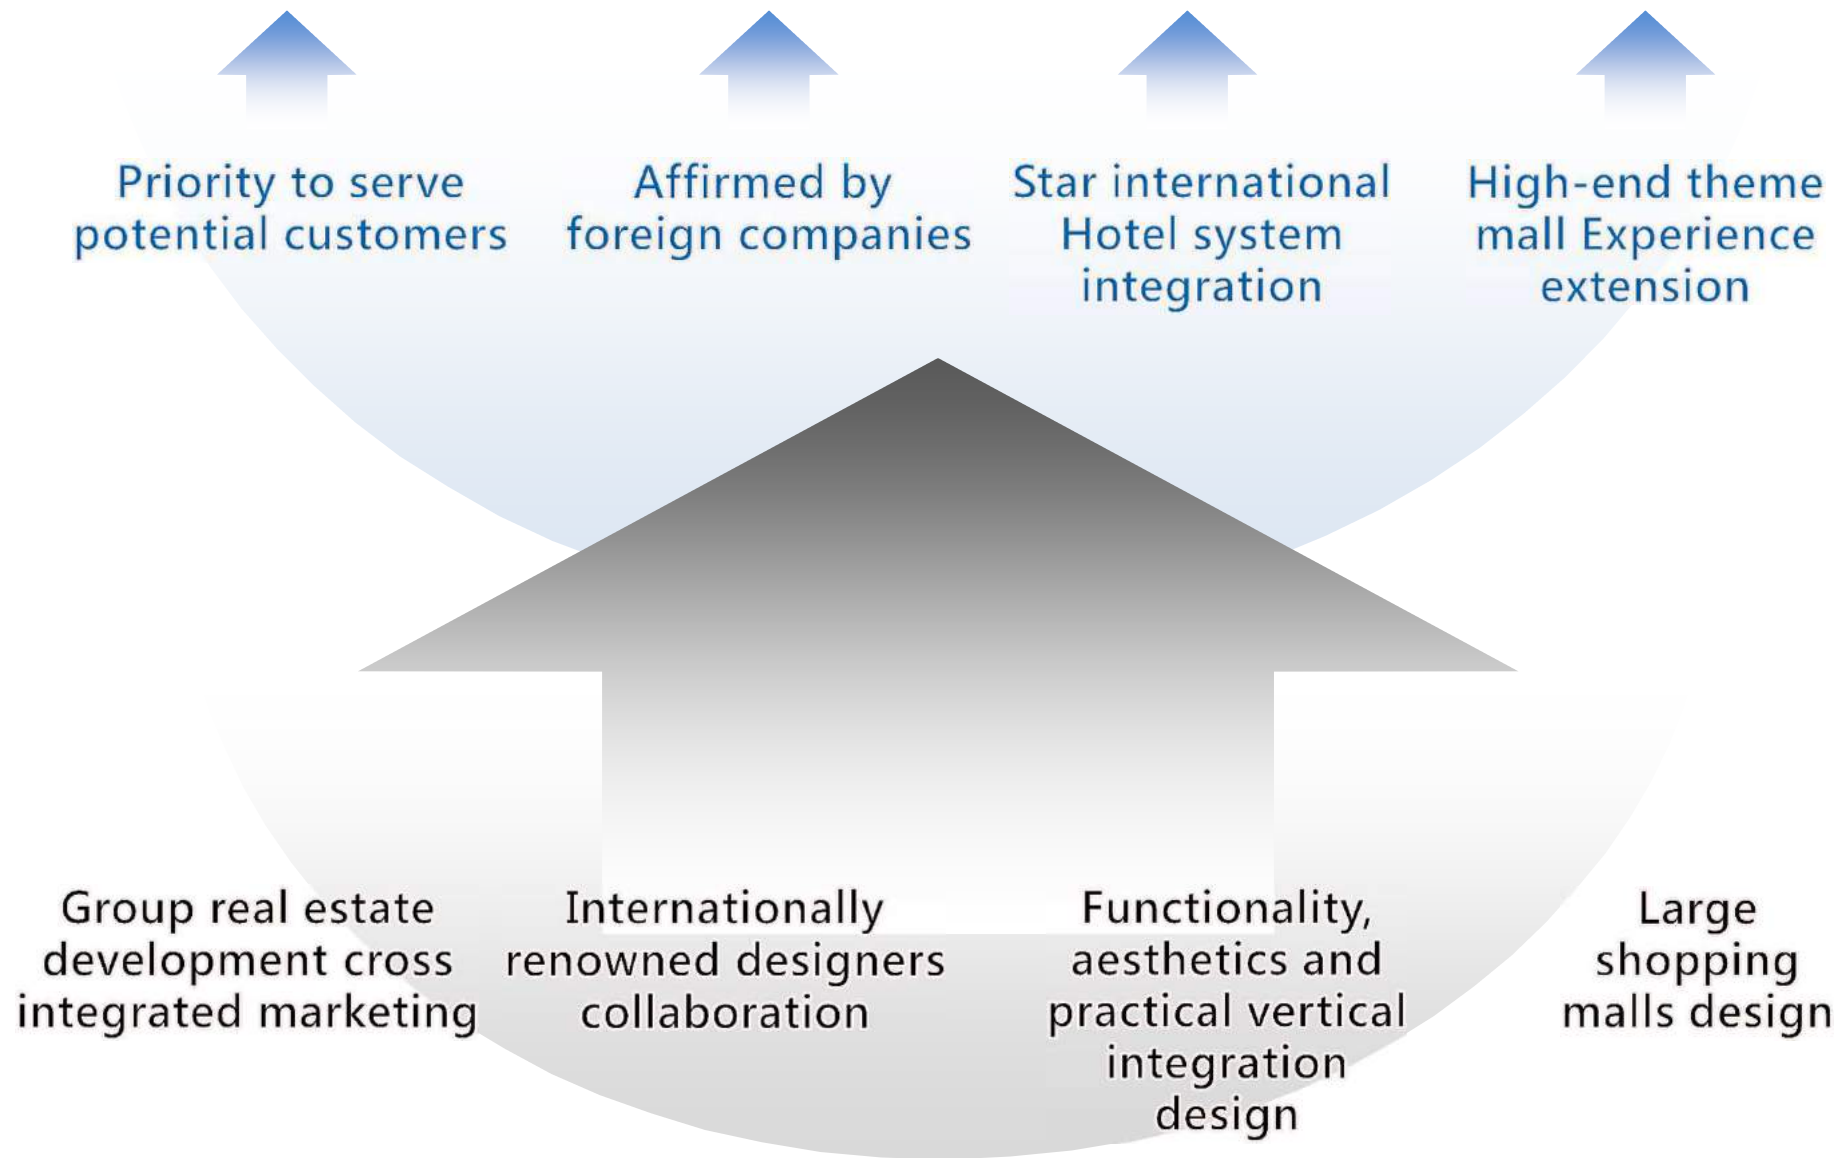 Priority to serve
potential customers
Affirmed by
foreign companies
Star international
Hotel system
integration
High-end theme
mall Experience
extension
Group real estate
development cross
integrated marketing
Internationally
renowned designers
collaboration
Functionality,
aesthetics and
practical vertical
integration
design
Large
shopping
malls design